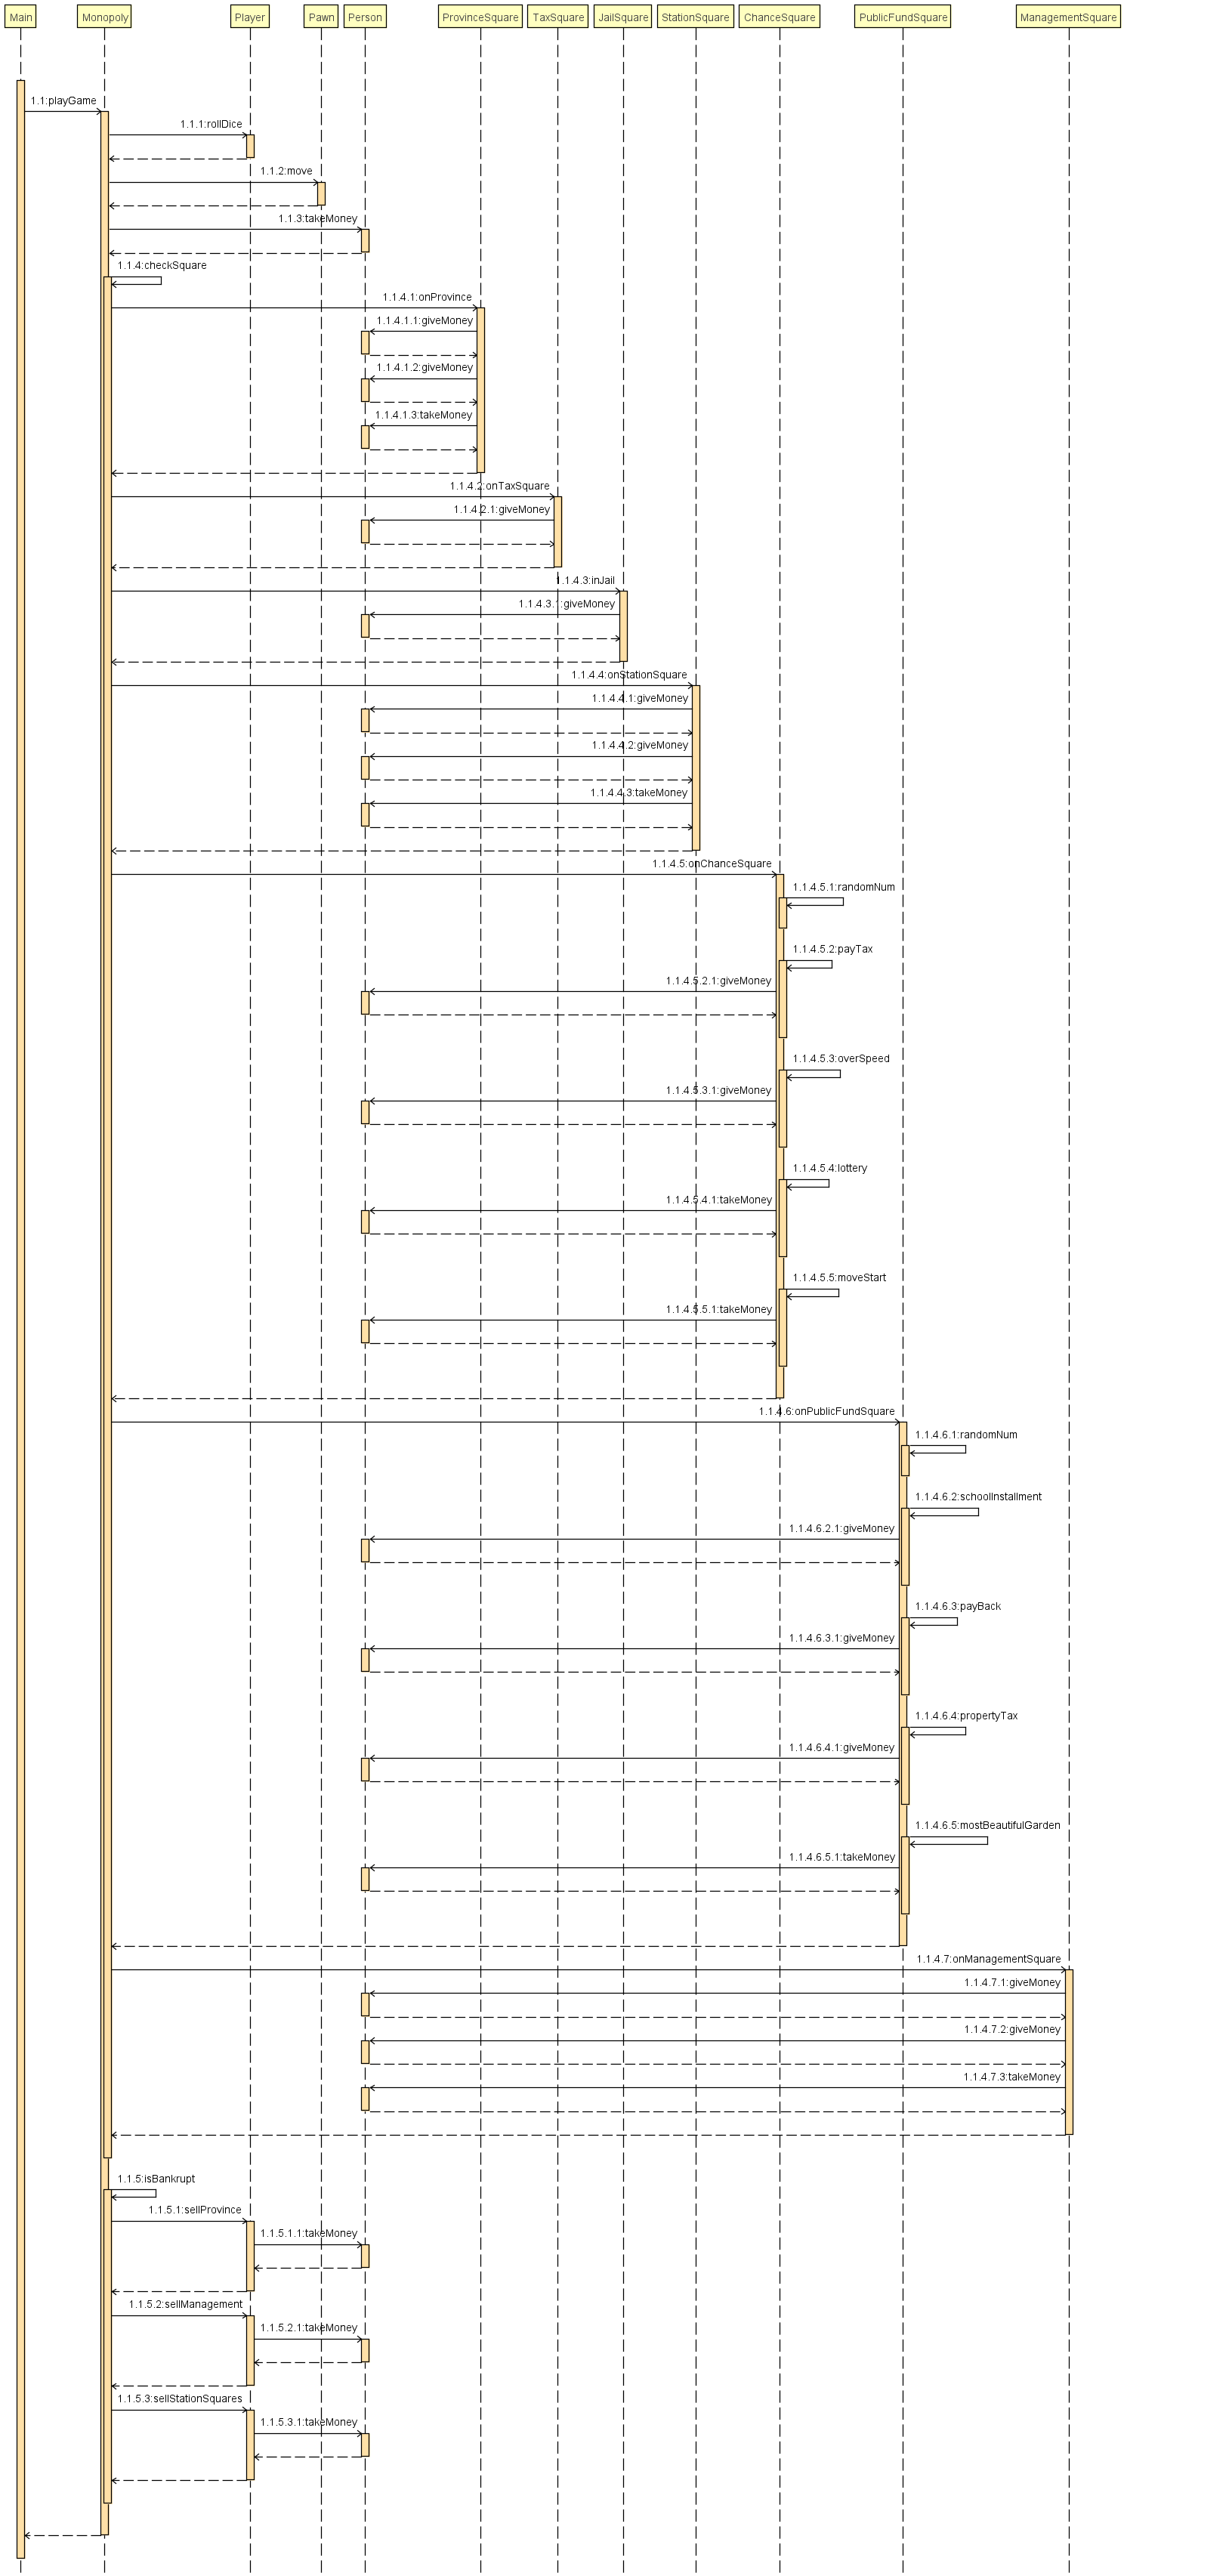 Main
Monopoly
Player
Pawn
Person
ProvinceSquare
TaxSquare
JailSquare
StationSquare
ChanceSquare
PublicFundSquare
ManagementSquare
1.1:playGame
1.1.1:rollDice
1.1.2:move
1.1.3:takeMoney
1.1.4:checkSquare
1.1.4.1:onProvince
1.1.4.1.1:giveMoney
1.1.4.1.2:giveMoney
1.1.4.1.3:takeMoney
1.1.4.2:onTaxSquare
1.1.4.2.1:giveMoney
1.1.4.3:inJail
1.1.4.3.1:giveMoney
1.1.4.4:onStationSquare
1.1.4.4.1:giveMoney
1.1.4.4.2:giveMoney
1.1.4.4.3:takeMoney
1.1.4.5:onChanceSquare
1.1.4.5.1:randomNum
1.1.4.5.2:payTax
1.1.4.5.2.1:giveMoney
1.1.4.5.3:overSpeed
1.1.4.5.3.1:giveMoney
1.1.4.5.4:lottery
1.1.4.5.4.1:takeMoney
1.1.4.5.5:moveStart
1.1.4.5.5.1:takeMoney
1.1.4.6:onPublicFundSquare
1.1.4.6.1:randomNum
1.1.4.6.2:schoolInstallment
1.1.4.6.2.1:giveMoney
1.1.4.6.3:payBack
1.1.4.6.3.1:giveMoney
1.1.4.6.4:propertyTax
1.1.4.6.4.1:giveMoney
1.1.4.6.5:mostBeautifulGarden
1.1.4.6.5.1:takeMoney
1.1.4.7:onManagementSquare
1.1.4.7.1:giveMoney
1.1.4.7.2:giveMoney
1.1.4.7.3:takeMoney
1.1.5:isBankrupt
1.1.5.1:sellProvince
1.1.5.1.1:takeMoney
1.1.5.2:sellManagement
1.1.5.2.1:takeMoney
1.1.5.3:sellStationSquares
1.1.5.3.1:takeMoney